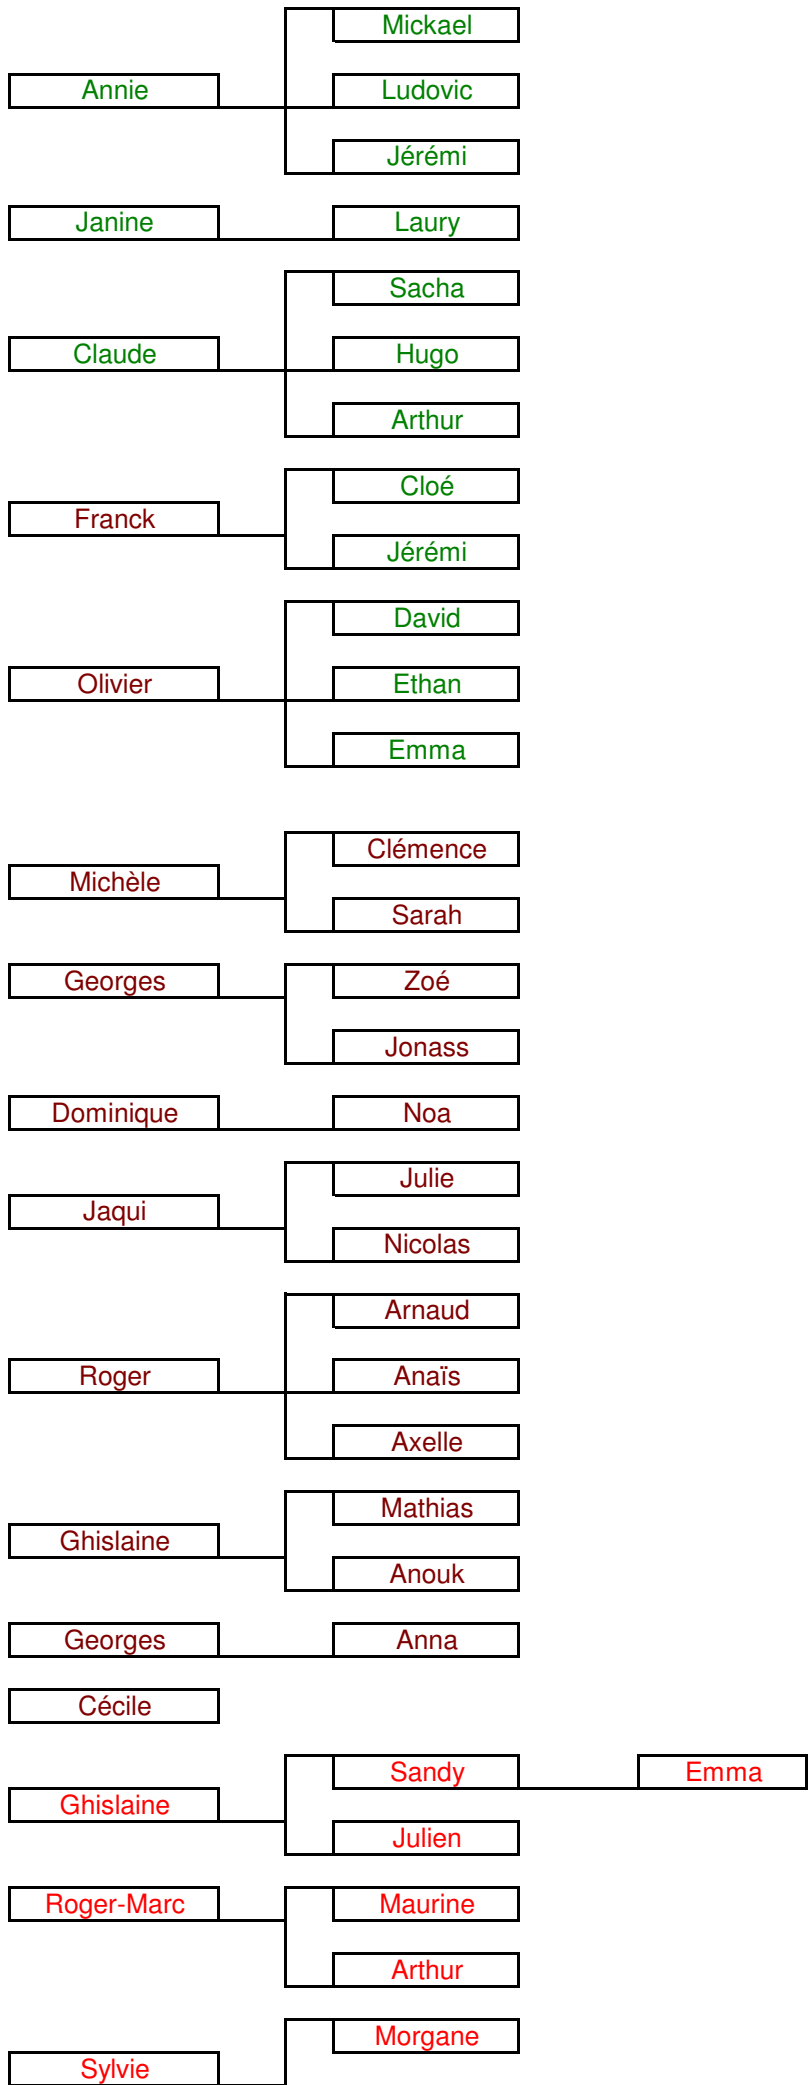 Mickael
Annie
Ludovic
Jérémi
Janine
Laury
Sacha
Claude
Hugo
Arthur
Cloé
Franck
Jérémi
David
Olivier
Ethan
Emma
Clémence
Michèle
Sarah
Georges
Zoé
Jonass
Dominique
Noa
Julie
Jaqui
Nicolas
Arnaud
Roger
Anaïs
Axelle
Mathias
Ghislaine
Anouk
Georges
Anna
Cécile
Sandy
Emma
Ghislaine
Julien
Roger-Marc
Maurine
Arthur
Morgane
Sylvie